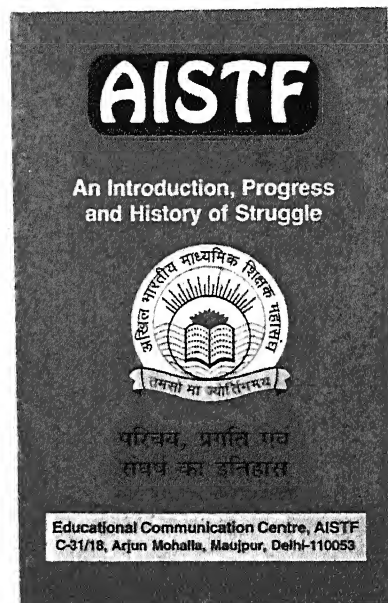 AISTF
An Introduction, Progress
and History of Struggle
अखिल भारतीय माध्यमिक शिक्षक महासंघ
तमसो मा ज्योतिंगमय
परिचय, प्रगति एवं
संघर्ष का इतिहास
Educational Communication Centre, AISTF
C-31/18, Arjun Mohalla, Maujpur, Delhi-110053